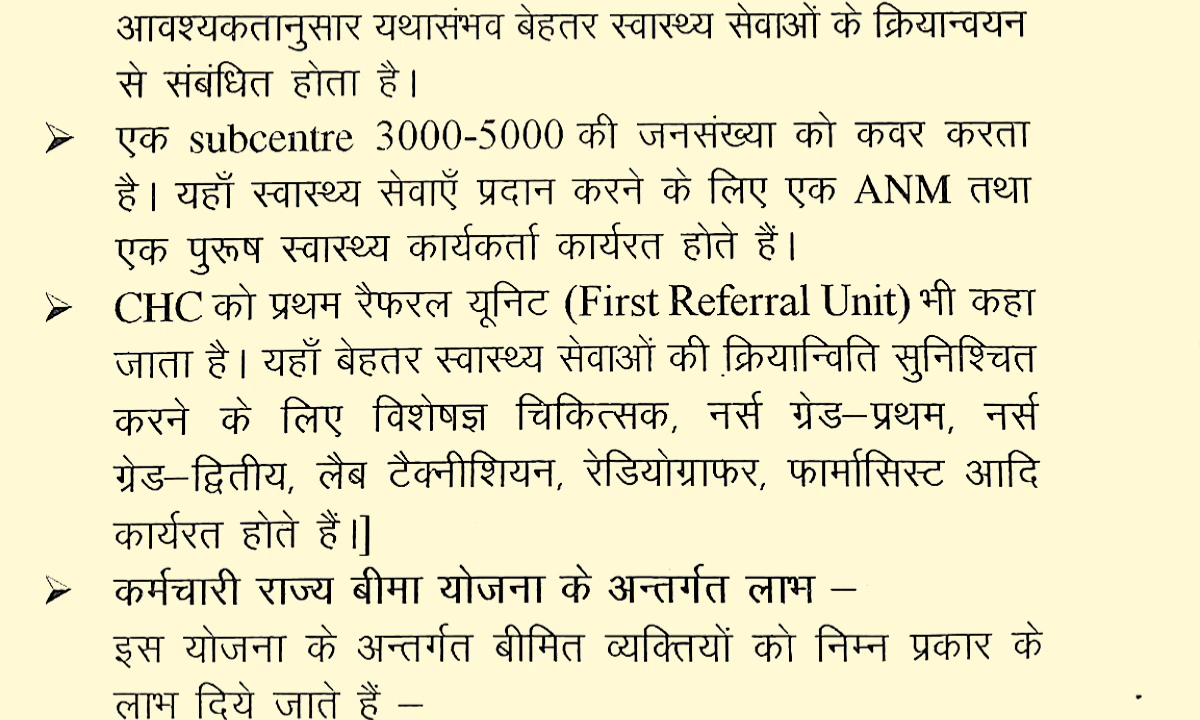 आवश्यकतानुसार यथासंभव बेहतर स्वास्थ्य सेवाओं के क्रियान्वयन
से संबंधित होता है।
➢ एक subcentre 3000-5000 की जनसंख्या को कवर करता
है। यहाँ स्वास्थ्य सेवाएँ प्रदान करने के लिए एक ANM तथा
एक पुरूष स्वास्थ्य कार्यकर्ता कार्यरत होते हैं।
➢ CHC को प्रथम रैफरल यूनिट (First Referral Unit) भी कहा
जाता है। यहाँ बेहतर स्वास्थ्य सेवाओं की क्रियान्विति सुनिश्चित
करने के लिए विशेषज्ञ चिकित्सक, नर्स ग्रेड–प्रथम, नर्स
ग्रेड–द्वितीय, लैब टैक्नीशियन, रेडियोग्राफर, फार्मासिस्ट आदि
कार्यरत होते हैं।]
➢ कर्मचारी राज्य बीमा योजना के अन्तर्गत लाभ –
इस योजना के अन्तर्गत बीमित व्यक्तियों को निम्न प्रकार के
लाभ दिये जाते हैं –